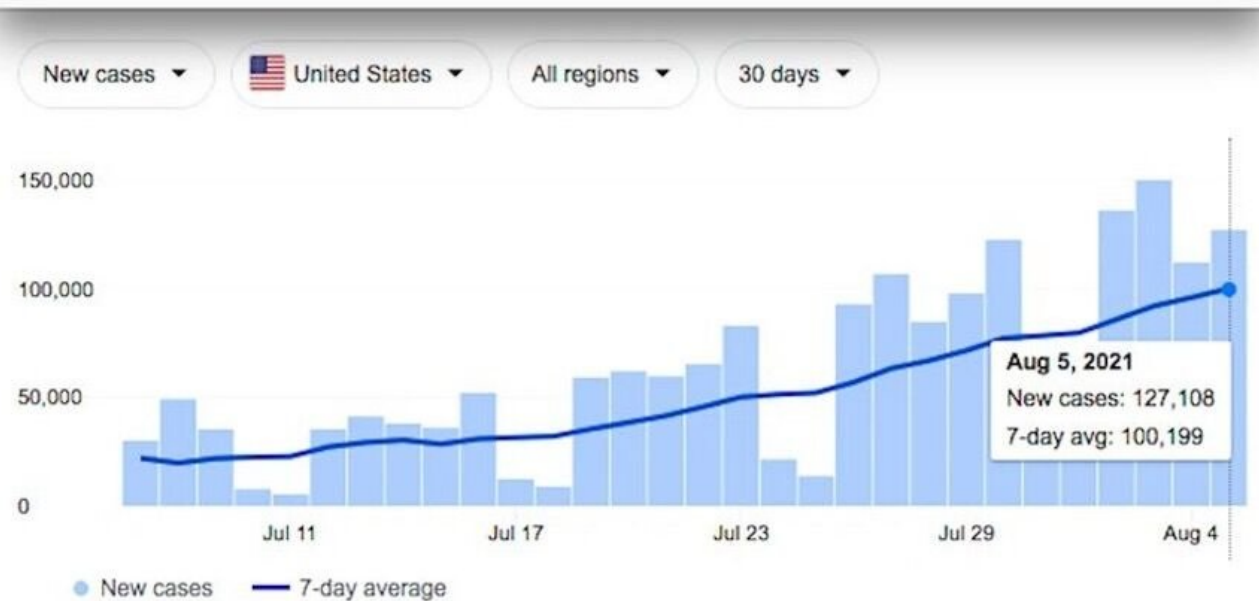 New cases United States All regions 30 days
150,000
100,000
50,000
0
Aug 5, 2021
New cases: 127,108
7-day avg: 100,199
Jul 11 Jul 17 Jul 23 Jul 29 Aug 4
New cases 7-day average